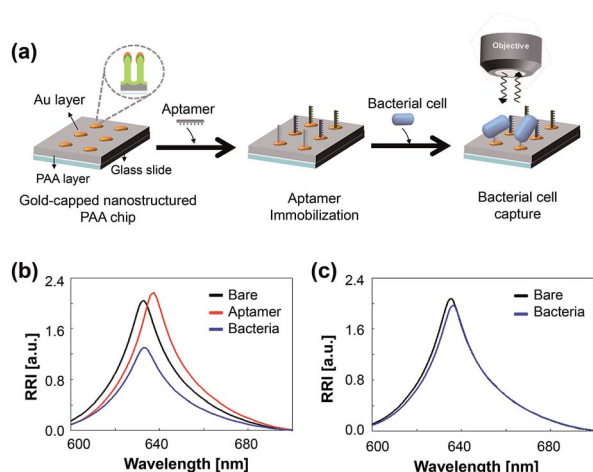 (a)
Objective
Au layer
Aptamer
Bacterial cell
PAA layer
Glass slide
Gold-capped nanostructured
PAA chip
Aptamer
Immobilization
Bacterial cell
capture
(b)
2.4
1.6
0.8
0.0
RRI [a.u.]
Bare
Aptamer
Bacteria
600 640 680
Wavelength [nm]
(c)
2.4
1.6
0.8
0.0
RRI [a.u.]
Bare
Bacteria
600 640 680
Wavelength [nm]